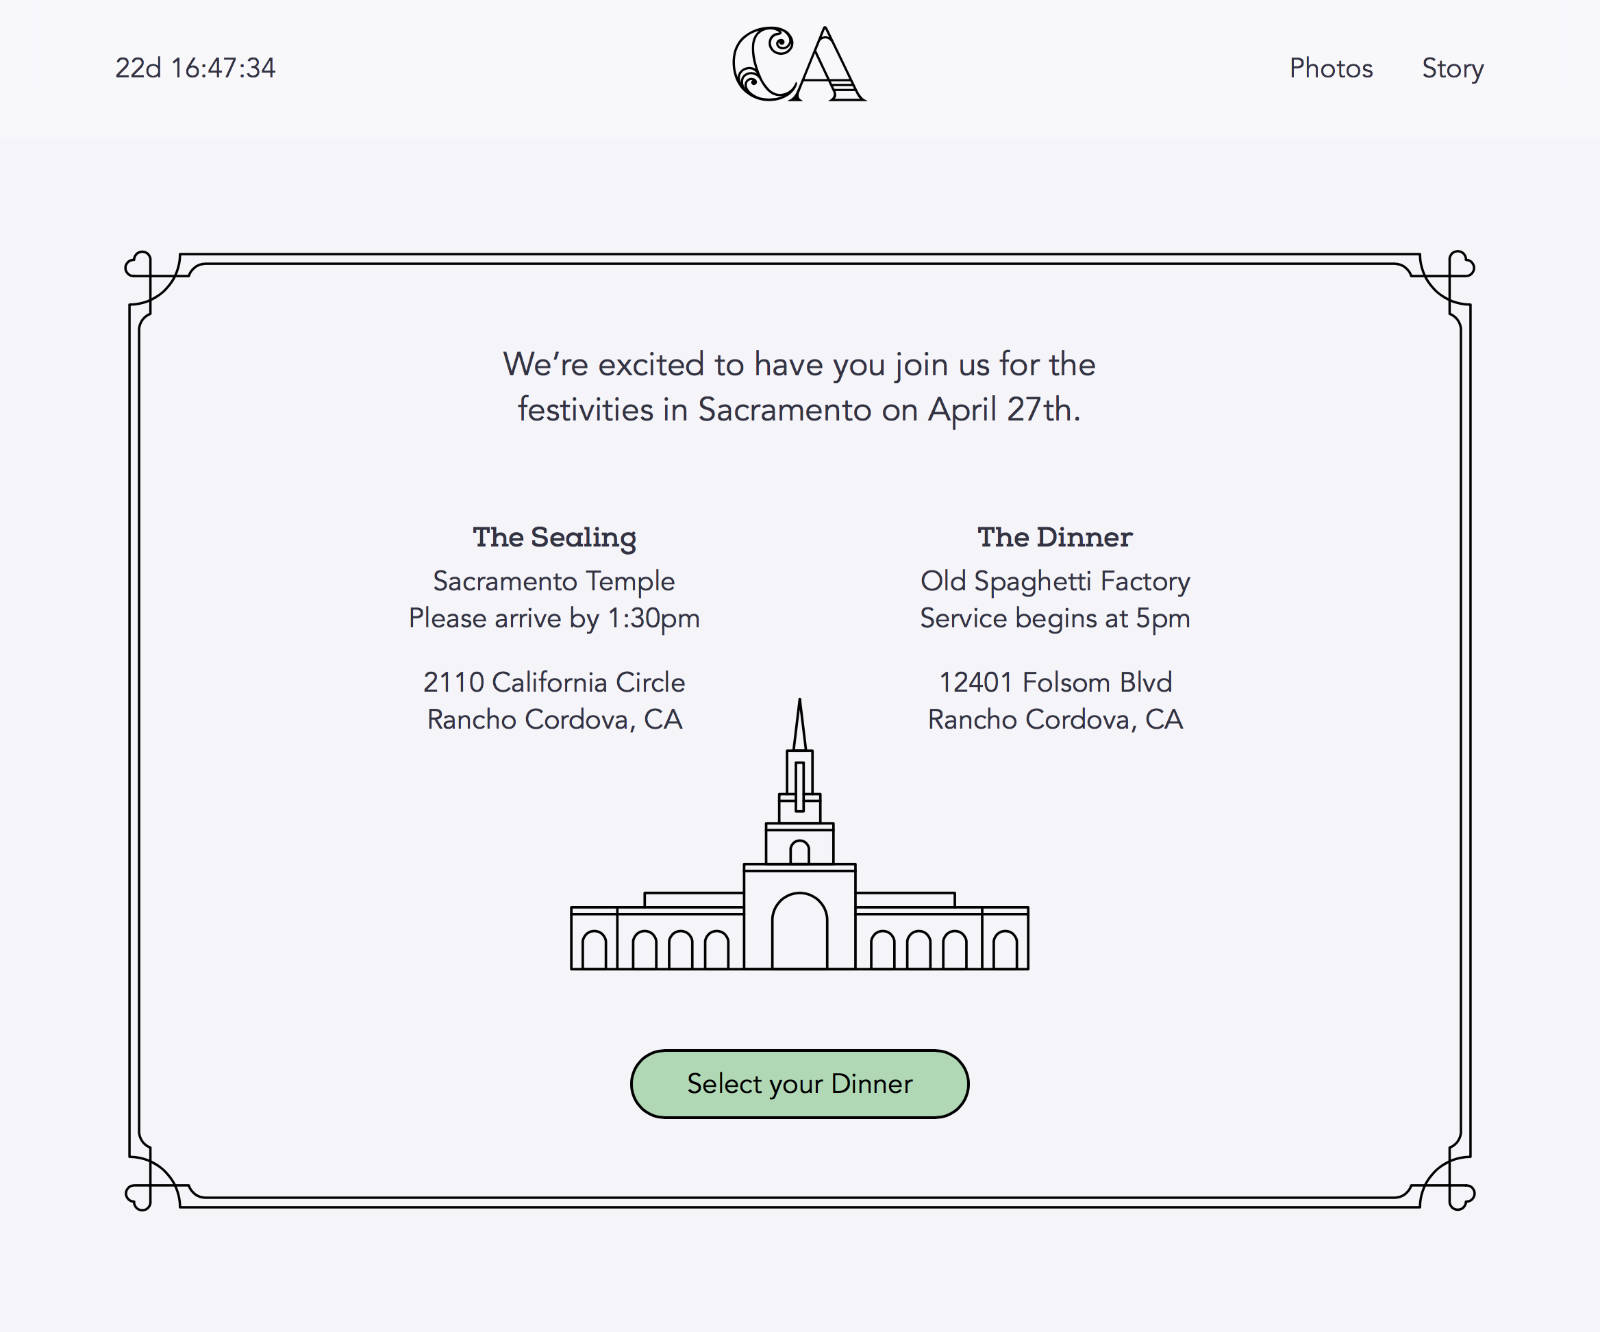 22d 16:47:34
CA
Photos
Story
We’re excited to have you join us for the
festivities in Sacramento on April 27th.
The Sealing
Sacramento Temple
Please arrive by 1:30pm
2110 California Circle
Rancho Cordova, CA
The Dinner
Old Spaghetti Factory
Service begins at 5pm
12401 Folsom Blvd
Rancho Cordova, CA
Select your Dinner